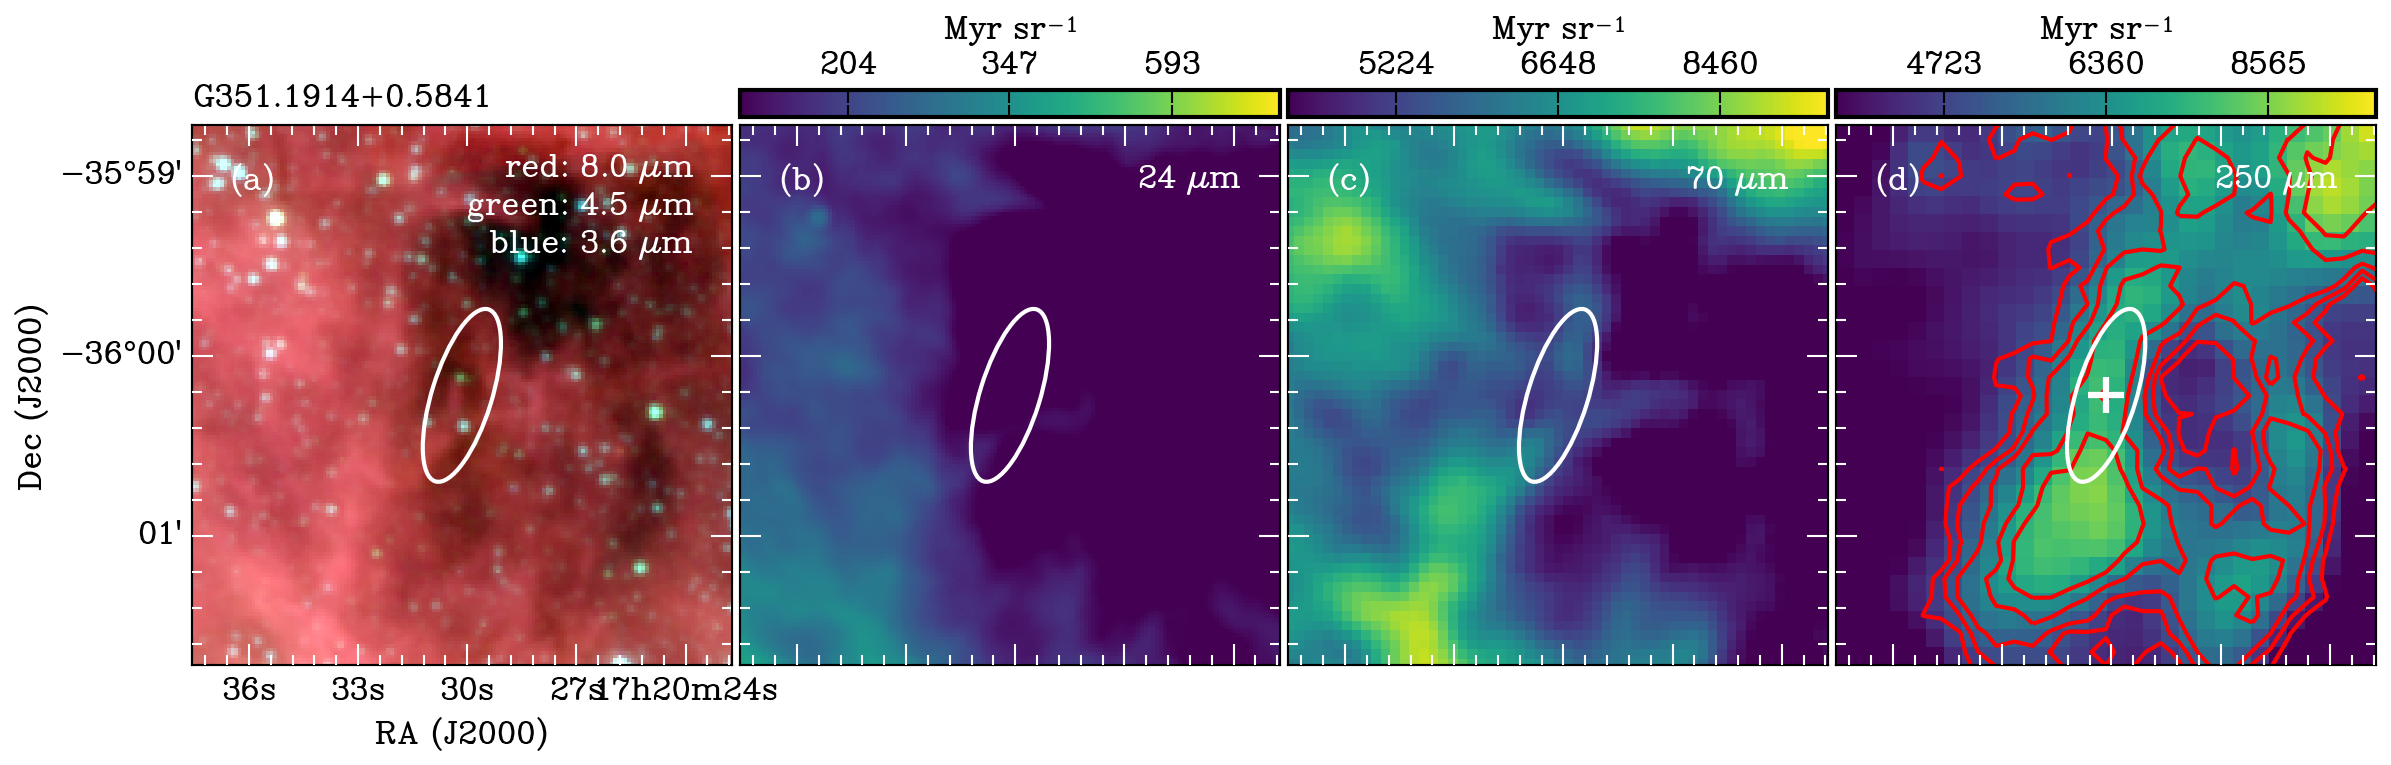 Myr sr⁻¹
204 347 593
Myr sr⁻¹
5224 6648 8460
Myr sr⁻¹
4723 6360 8565
G351.1914+0.5841
(a)
red: 8.0 μm
green: 4.5 μm
blue: 3.6 μm
(b)
24 μm
(c)
70 μm
(d)
250 μm
−35°59'
−36°00'
01'
Dec (J2000)
36s 33s 30s 27s 17h20m24s
RA (J2000)